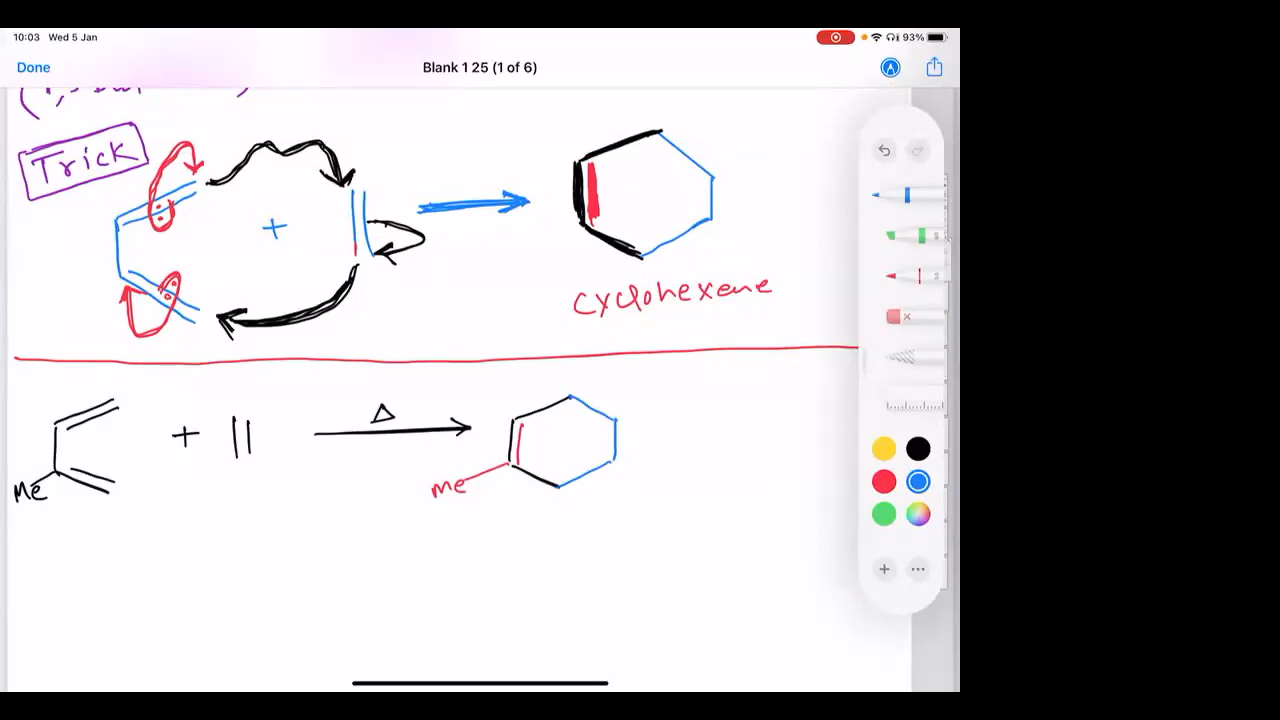 10:03 Wed 5 Jan
93%
Done
Blank 1 25 (1 of 6)
Trick
+
cyclohexene
Me
+
Δ
Me